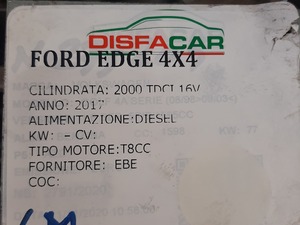 DISFACAR
FORD EDGE 4X4
CILINDRATA: 2000 TDCI 16V
ANNO: 2017
ALIMENTAZIONE:DIESEL
KW: – CV:
TIPO MOTORE:T8CC
FORNITORE: EBE
COC: